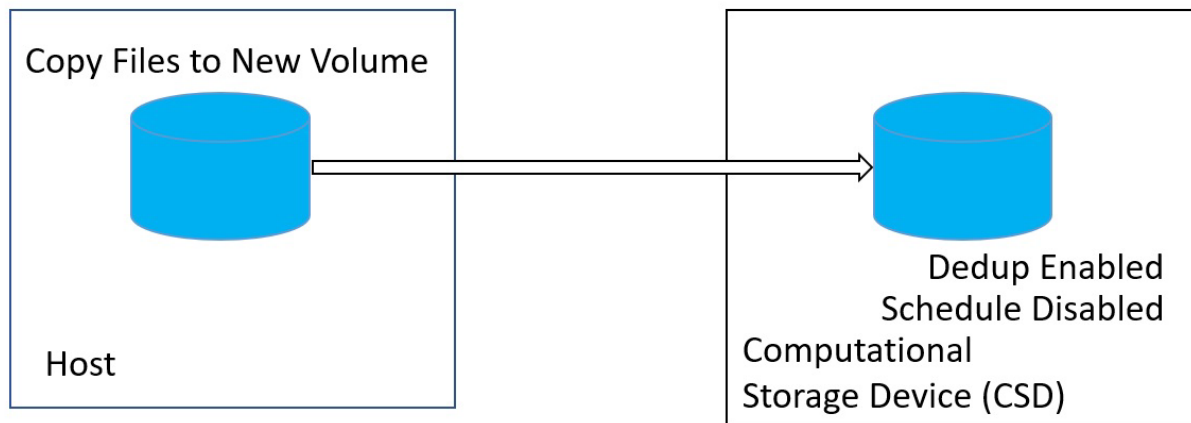 Copy Files to New Volume
Host
Dedup Enabled
Schedule Disabled
Computational
Storage Device (CSD)